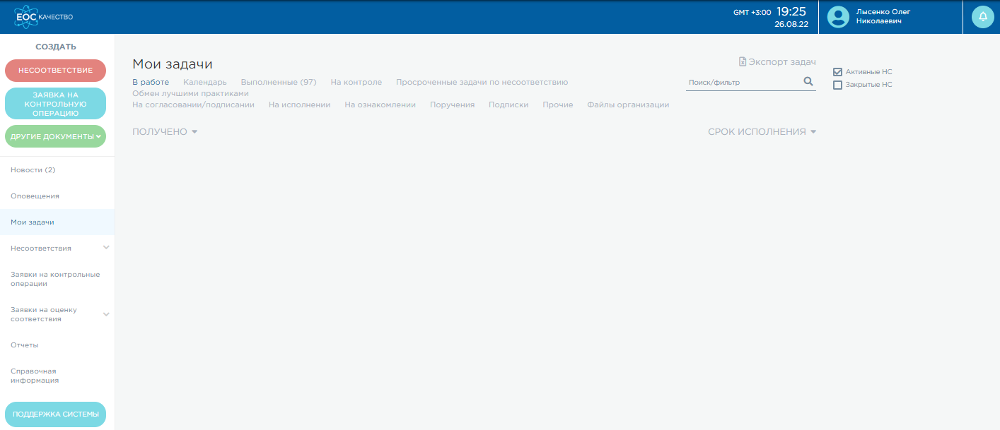 ЕОС КАЧЕСТВО
GMT +3:00 19:25
26.08.22
Лысенко Олег
Николаевич
СОЗДАТЬ
НЕСООТВЕТСТВИЕ
ЗАЯВКА НА
КОНТРОЛЬНУЮ
ОПЕРАЦИЮ
ДРУГИЕ ДОКУМЕНТЫ
Новости (2)
Оповещения
Мои задачи
Несоответствия
Заявки на контрольные
операции
Заявки на оценку
соответствия
Отчеты
Справочная
информация
ПОДДЕРЖКА СИСТЕМЫ
Мои задачи
Экспорт задач
В работе Календарь Выполненные (97) На контроле Просроченные задачи по несоответствию
Обмен лучшими практиками
На согласовании/подписании На исполнении На ознакомлении Поручения Подписки Прочие Файлы организации
Поиск/фильтр
Активные НС
Закрытые НС
ПОЛУЧЕНО
СРОК ИСПОЛНЕНИЯ